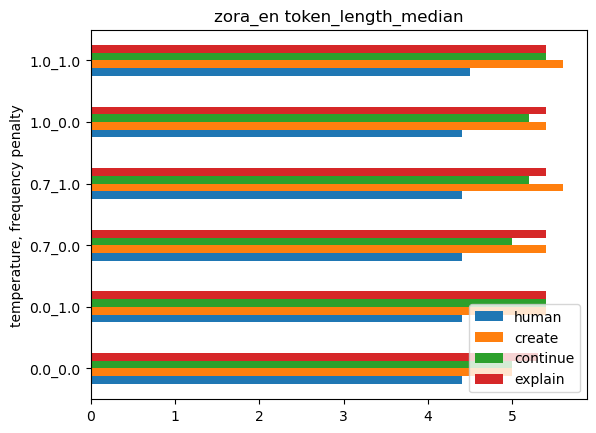 zora_en token_length_median
temperature, frequency penalty
1.0_1.0
1.0_0.0
0.7_1.0
0.7_0.0
0.0_1.0
0.0_0.0
human
create
continue
explain
0 1 2 3 4 5